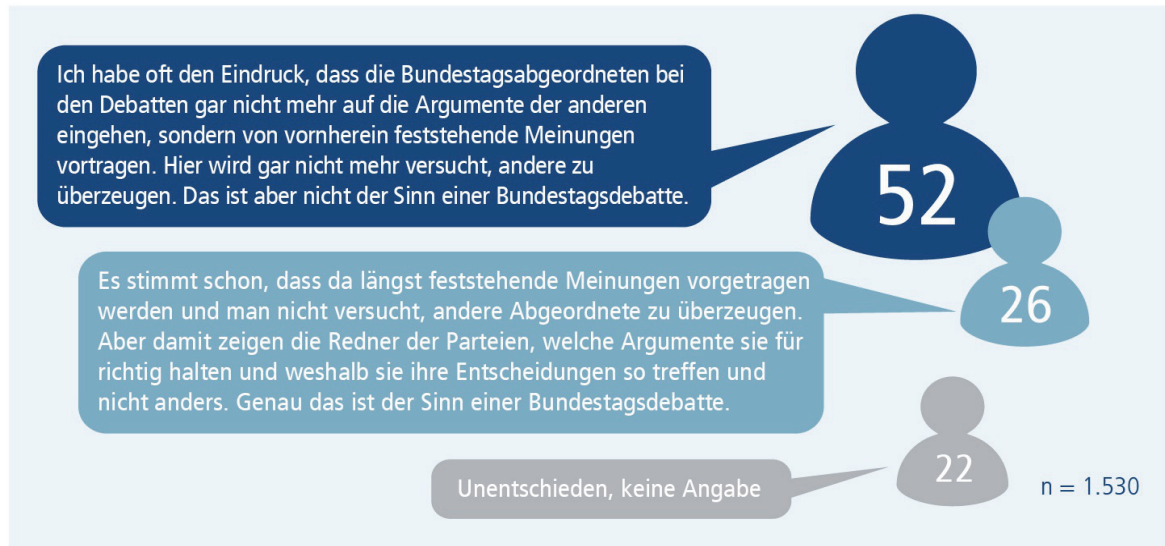 Ich habe oft den Eindruck, dass die Bundestagsabgeordneten bei
den Debatten gar nicht mehr auf die Argumente der anderen
eingehen, sondern von vornherein feststehende Meinungen
vortragen. Hier wird gar nicht mehr versucht, andere zu
überzeugen. Das ist aber nicht der Sinn einer Bundestagsdebatte.
52
Es stimmt schon, dass da längst feststehende Meinungen vorgetragen
werden und man nicht versucht, andere Abgeordnete zu überzeugen.
Aber damit zeigen die Redner der Parteien, welche Argumente sie für
richtig halten und weshalb sie ihre Entscheidungen so treffen und
nicht anders. Genau das ist der Sinn einer Bundestagsdebatte.
26
Unentschieden, keine Angabe
22
n = 1.530